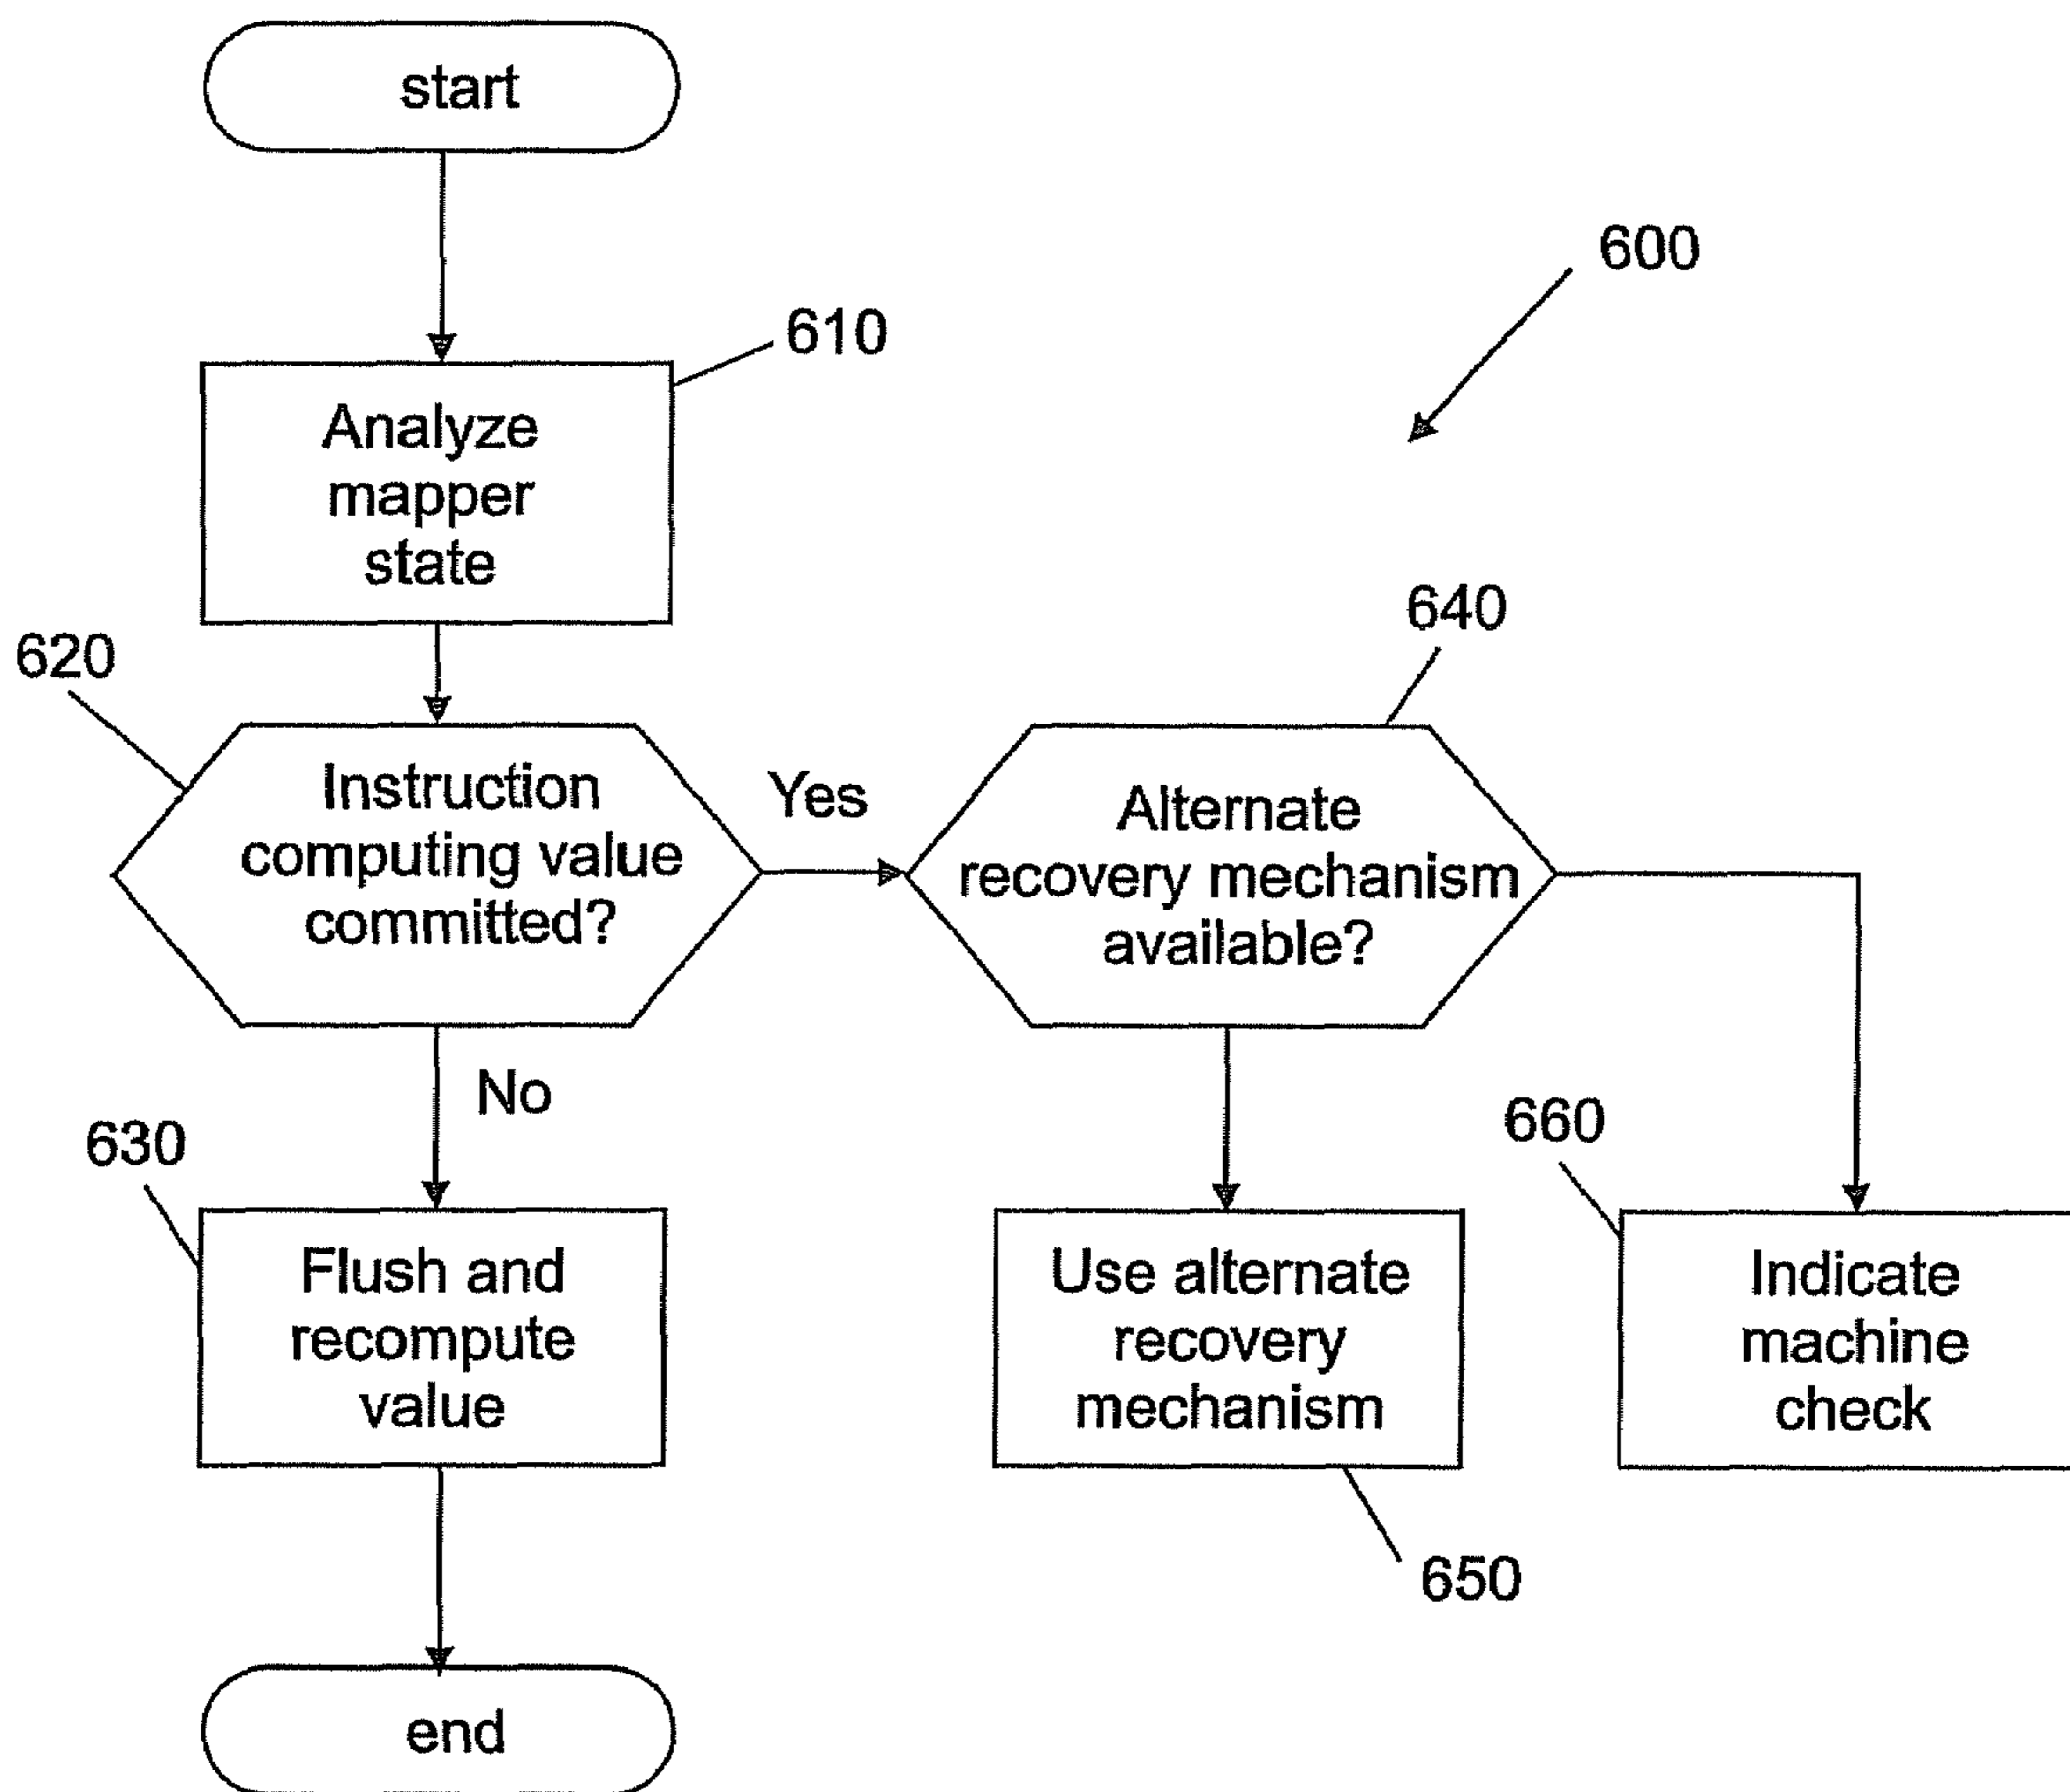 start
600
610
Analyze
mapper
state
620
640
Instruction
computing value
committed?
Yes
Alternate
recovery mechanism
available?
No
630
660
Flush and
recompute
value
Use alternate
recovery
mechanism
Indicate
machine
check
650
end